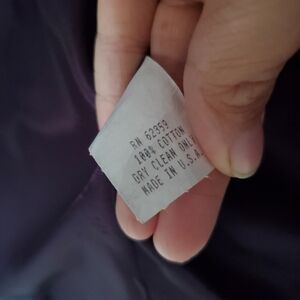 RN 62359
100% COTTON
DRY CLEAN ONLY
MADE IN U.S.A.